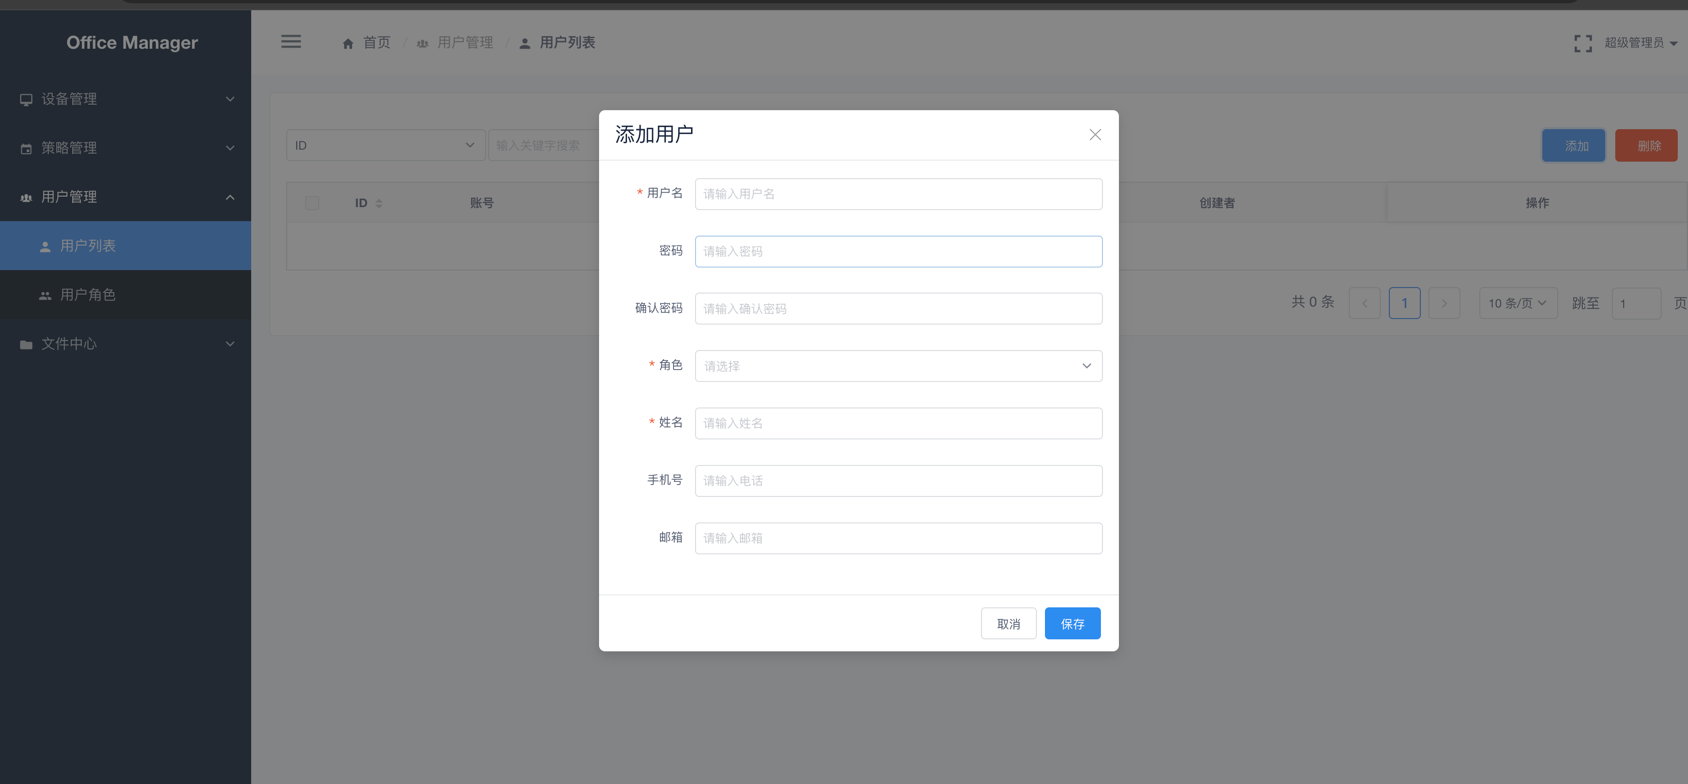 Office Manager
首页 / 用户管理 / 用户列表
超级管理员
设备管理
策略管理
用户管理
用户列表
用户角色
文件中心
ID
输入关键字搜索
添加
删除
ID
账号
创建者
操作
共 0 条
1
10 条/页
跳至
1
页
添加用户
* 用户名
请输入用户名
密码
请输入密码
确认密码
请输入确认密码
* 角色
请选择
* 姓名
请输入姓名
手机号
请输入电话
邮箱
请输入邮箱
取消
保存